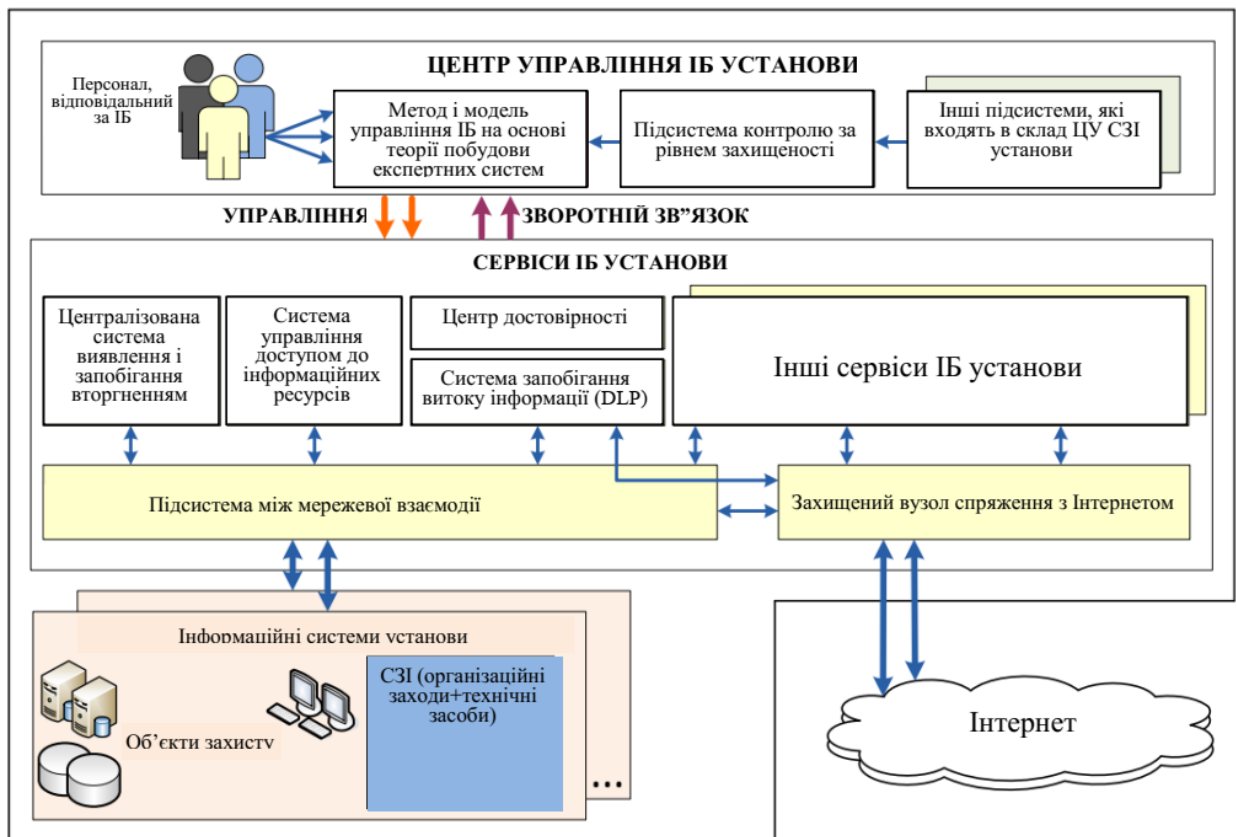 ЦЕНТР УПРАВЛІННЯ ІБ УСТАНОВИ
Персонал,
відповідальний
за ІБ
Метод і модель
управління ІБ на основі
теорії побудови
експертних систем
Підсистема контролю за
рівнем захищеності
Інші підсистеми, які
входять в склад ЦУ СЗІ
установи
УПРАВЛІННЯ
ЗВОРОТНІЙ ЗВ”ЯЗОК
СЕРВІСИ ІБ УСТАНОВИ
Централізована
система
виявлення і
запобігання
вторгненням
Система
управління
доступом до
інформаційних
ресурсів
Центр достовірності
Система запобігання
витоку інформації (DLP)
Інші сервіси ІБ установи
Підсистема між мережевої взаємодії
Захищений вузол спряження з Інтернетом
Інформаційні системи установи
СЗІ (організаційні
заходи+технічні
засоби)
Об’єкти захисту
...
Інтернет